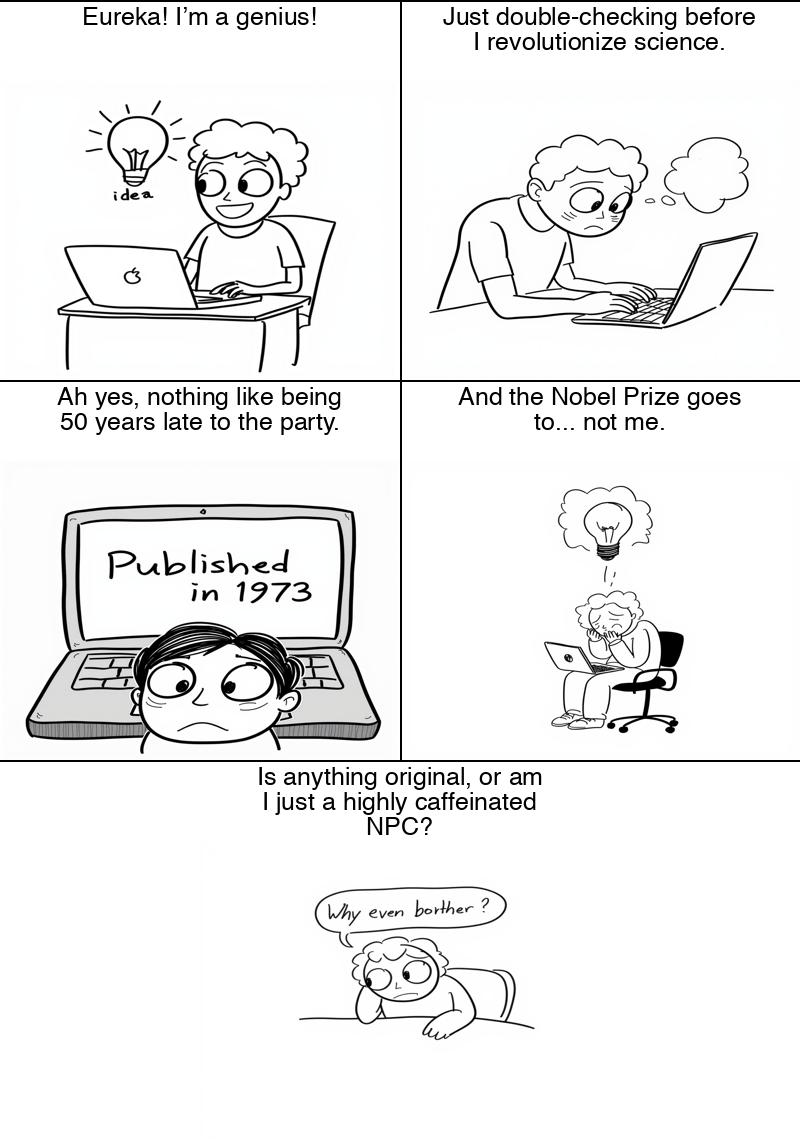 Eureka! I'm a genius!
idea
Just double-checking before
I revolutionize science.
Ah yes, nothing like being
50 years late to the party.
Published
in 1973
And the Nobel Prize goes
to... not me.
Is anything original, or am
I just a highly caffeinated
NPC?
Why even borther ?